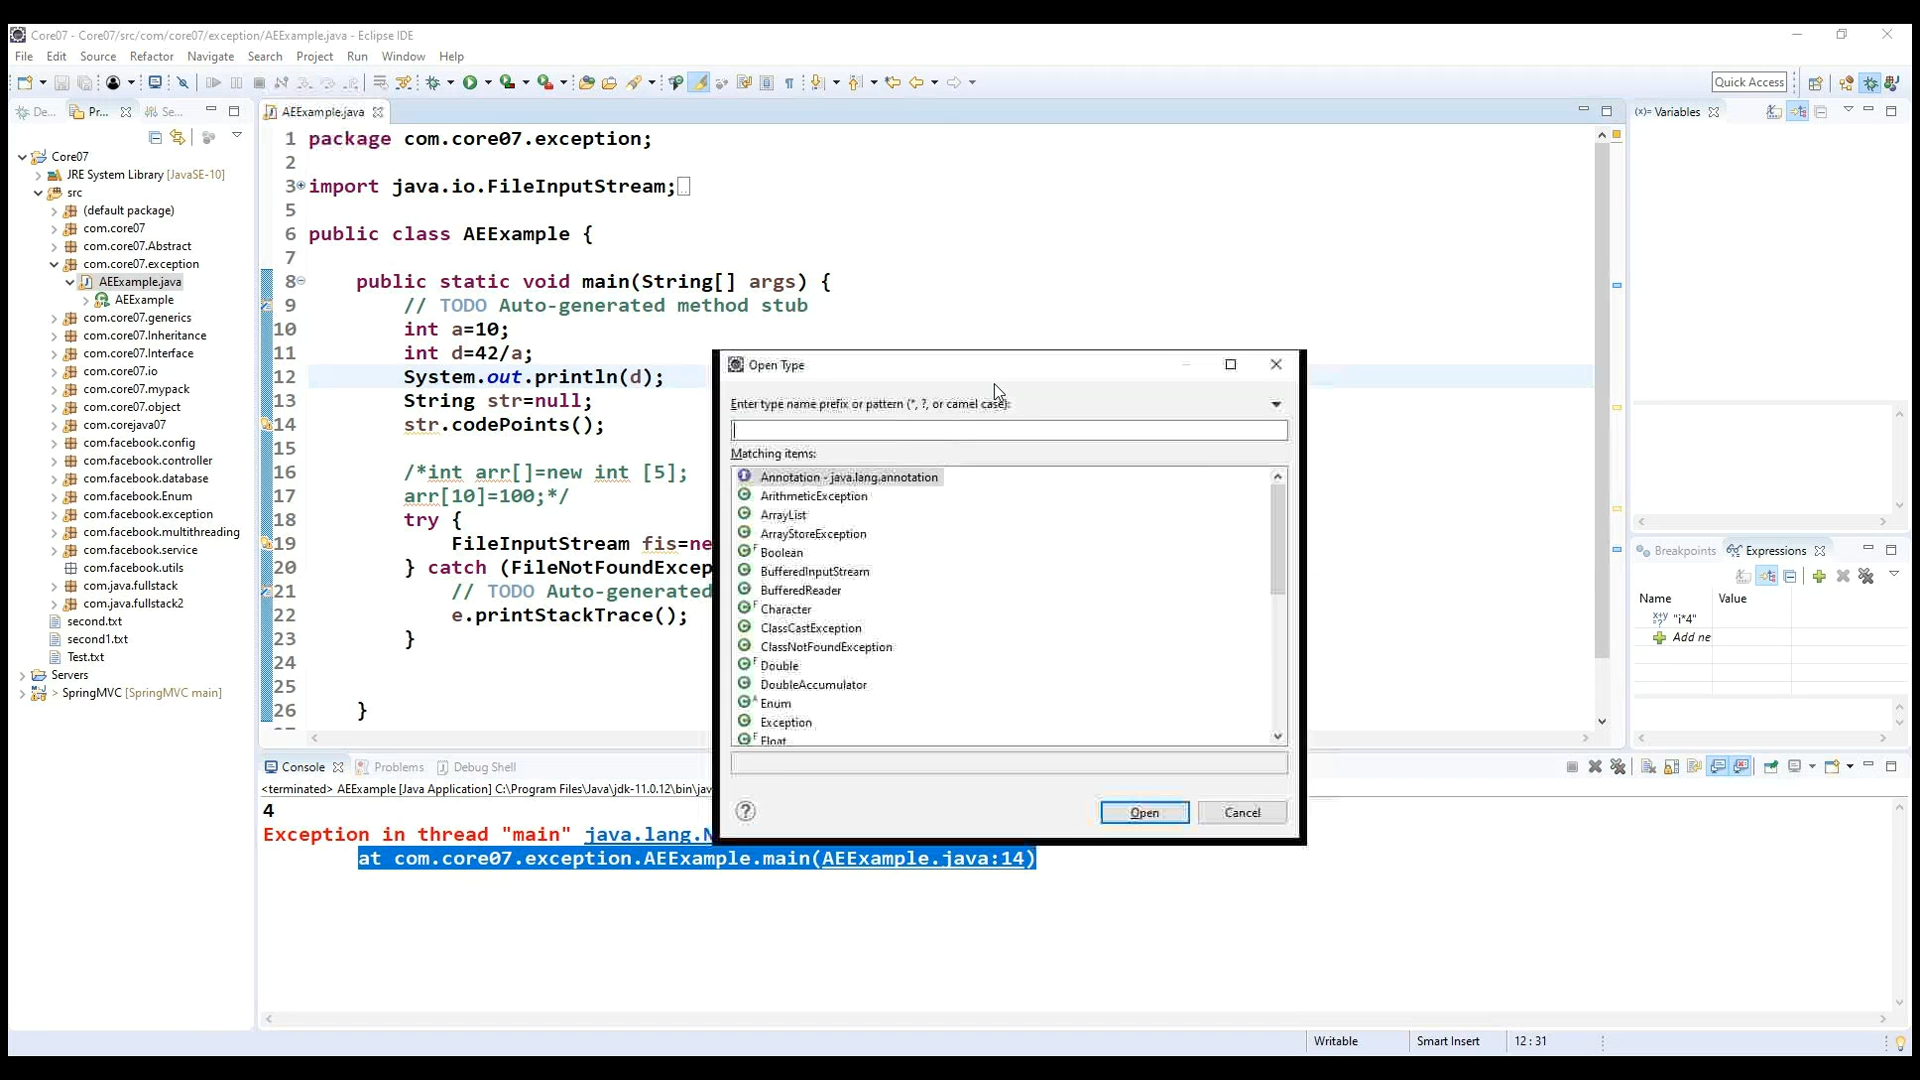 Core07 - Core07/src/com/core07/exception/AEExample.java - Eclipse IDE
File Edit Source Refactor Navigate Search Project Run Window Help
Quick Access
De...
Pr...
Se...
Core07
JRE System Library [JavaSE-10]
src
(default package)
com.core07
com.core07.Abstract
com.core07.exception
AEExample.java
AEExample
com.core07.generics
com.core07.Inheritance
com.core07.Interface
com.core07.io
com.core07.mypack
com.core07.object
com.corejava07
com.facebook.config
com.facebook.controller
com.facebook.database
com.facebook.Enum
com.facebook.exception
com.facebook.multithreading
com.facebook.service
com.facebook.utils
com.java.fullstack
com.java.fullstack2
second.txt
second1.txt
Test.txt
Servers
> SpringMVC [SpringMVC main]
AEExample.java
1 package com.core07.exception;
2
3 import java.io.FileInputStream;
5
6 public class AEExample {
7
8 public static void main(String[] args) {
9 // TODO Auto-generated method stub
10 int a=10;
11 int d=42/a;
12 System.out.println(d);
13 String str=null;
14 str.codePoints();
15
16 /*int arr[]=new int [5];
17 arr[10]=100;*/
18 try {
19 FileInputStream fis=ne
20 } catch (FileNotFoundExcep
21 // TODO Auto-generated
22 e.printStackTrace();
23 }
24
25
26 }
Open Type
Enter type name prefix or pattern (*, ?, or camel case):
Matching items:
Annotation - java.lang.annotation
ArithmeticException
ArrayList
ArrayStoreException
Boolean
BufferedInputStream
BufferedReader
Character
ClassCastException
ClassNotFoundException
Double
DoubleAccumulator
Enum
Exception
Float
Open
Cancel
(x)= Variables
Breakpoints
Expressions
Name Value
"i*4"
Add ne
Console
Problems
Debug Shell
<terminated> AEExample [Java Application] C:\Program Files\Java\jdk-11.0.12\bin\jav
4
Exception in thread "main" java.lang.N
at com.core07.exception.AEExample.main(AEExample.java:14)
Writable
Smart Insert
12 : 31